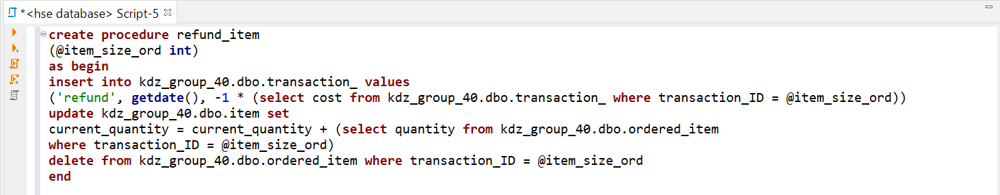 *<hse database> Script-5
create procedure refund_item
(@item_size_ord int)
as begin
insert into kdz_group_40.dbo.transaction_ values
('refund', getdate(), -1 * (select cost from kdz_group_40.dbo.transaction_ where transaction_ID = @item_size_ord))
update kdz_group_40.dbo.item set
current_quantity = current_quantity + (select quantity from kdz_group_40.dbo.ordered_item
where transaction_ID = @item_size_ord)
delete from kdz_group_40.dbo.ordered_item where transaction_ID = @item_size_ord
end